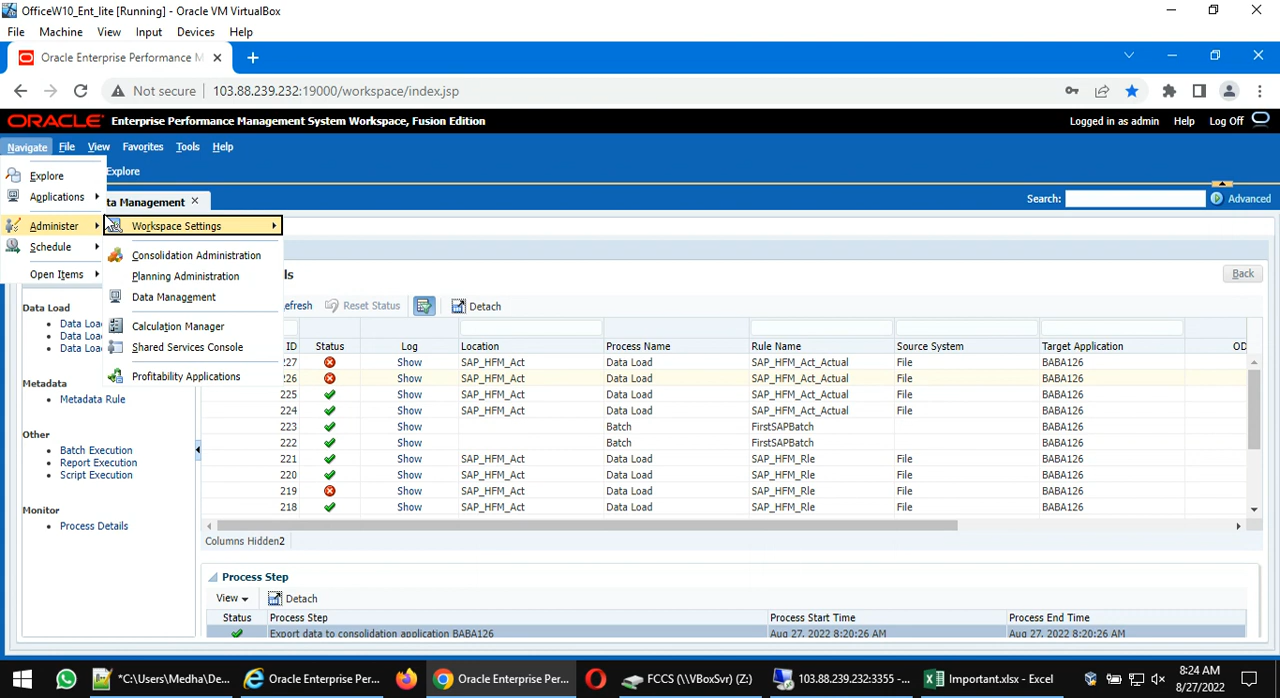 OfficeW10_Ent_lite [Running] - Oracle VM VirtualBox
File Machine View Input Devices Help
Oracle Enterprise Performance M
Not secure 103.88.239.232:19000/workspace/index.jsp
ORACLE Enterprise Performance Management System Workspace, Fusion Edition Logged in as admin Help Log Off
Navigate File View Favorites Tools Help
Explore
Explore
Applications
ta Management
Search: Advanced
Administer
Workspace Settings
Schedule
Consolidation Administration
Open Items
Planning Administration
Data Management
Calculation Manager
Shared Services Console
Profitability Applications
ls
Back
efresh Reset Status Detach
Data Load
Data Loa
Data Loa
Data Loa
Metadata
Metadata Rule
Other
Batch Execution
Report Execution
Script Execution
Monitor
Process Details
ID Status Log Location Process Name Rule Name Source System Target Application OD
227 Show SAP_HFM_Act Data Load SAP_HFM_Act_Actual File BABA126
226 Show SAP_HFM_Act Data Load SAP_HFM_Act_Actual File BABA126
225 Show SAP_HFM_Act Data Load SAP_HFM_Act_Actual File BABA126
224 Show SAP_HFM_Act Data Load SAP_HFM_Act_Actual File BABA126
223 Show Batch FirstSAPBatch BABA126
222 Show Batch FirstSAPBatch BABA126
221 Show SAP_HFM_Act Data Load SAP_HFM_Rle File BABA126
220 Show SAP_HFM_Act Data Load SAP_HFM_Rle File BABA126
219 Show SAP_HFM_Act Data Load SAP_HFM_Rle File BABA126
218 Show SAP_HFM_Act Data Load SAP_HFM_Rle File BABA126
Columns Hidden2
Process Step
View Detach
Status Process Step Process Start Time Process End Time
Export data to consolidation application BABA126 Aug 27, 2022 8:20:26 AM Aug 27, 2022 8:20:26 AM
*C:\Users\Medha\De... Oracle Enterprise Per... Oracle Enterprise Per... FCCS (\\VBoxSvr) (Z:) 103.88.239.232:3355 -... Important.xlsx - Excel
8:24 AM
8/27/2022